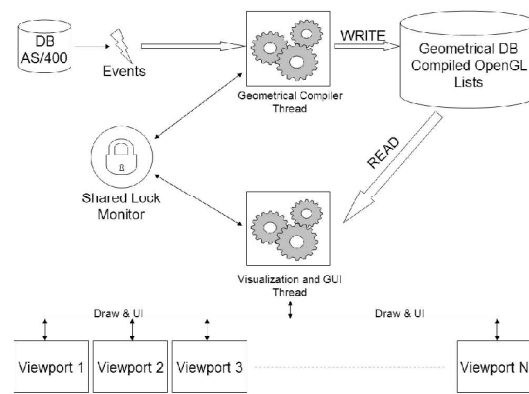 DB
AS/400
Events
WRITE
Geometrical DB
Compiled OpenGL
Lists
Geometrical Compiler
Thread
READ
Shared Lock
Monitor
Visualization and GUI
Thread
Draw & UI
Draw & UI
Viewport 1
Viewport 2
Viewport 3
Viewport N